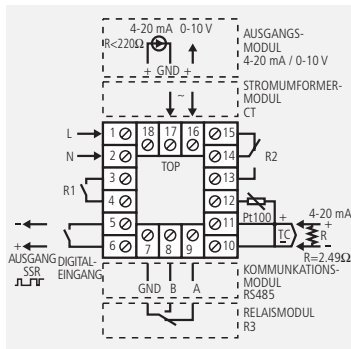 4-20 mA 0-10 V
R<220Ω
+ GND +
AUSGANGS-
MODUL
4-20 mA / 0-10 V
~
STROMUMFORMER-
MODUL
CT
L
N
1 18 17 16 15
2 TOP 14
R2
3 13
R1
4 12
Pt100
5 11
6 7 8 9 10
-
+
AUSGANG
SSR
DIGITAL-
EINGANG
+ 4-20 mA
TC
+
R
-
-
R=2.49Ω
GND B A
KOMMUNKATIONS-
MODUL
RS485
RELAISMODUL
R3